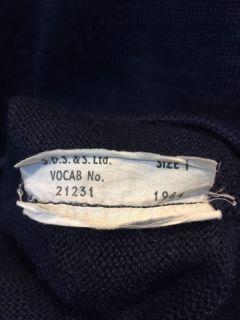 S.D.S. & S. Ltd. SIZE 1
VOCAB No.
21231